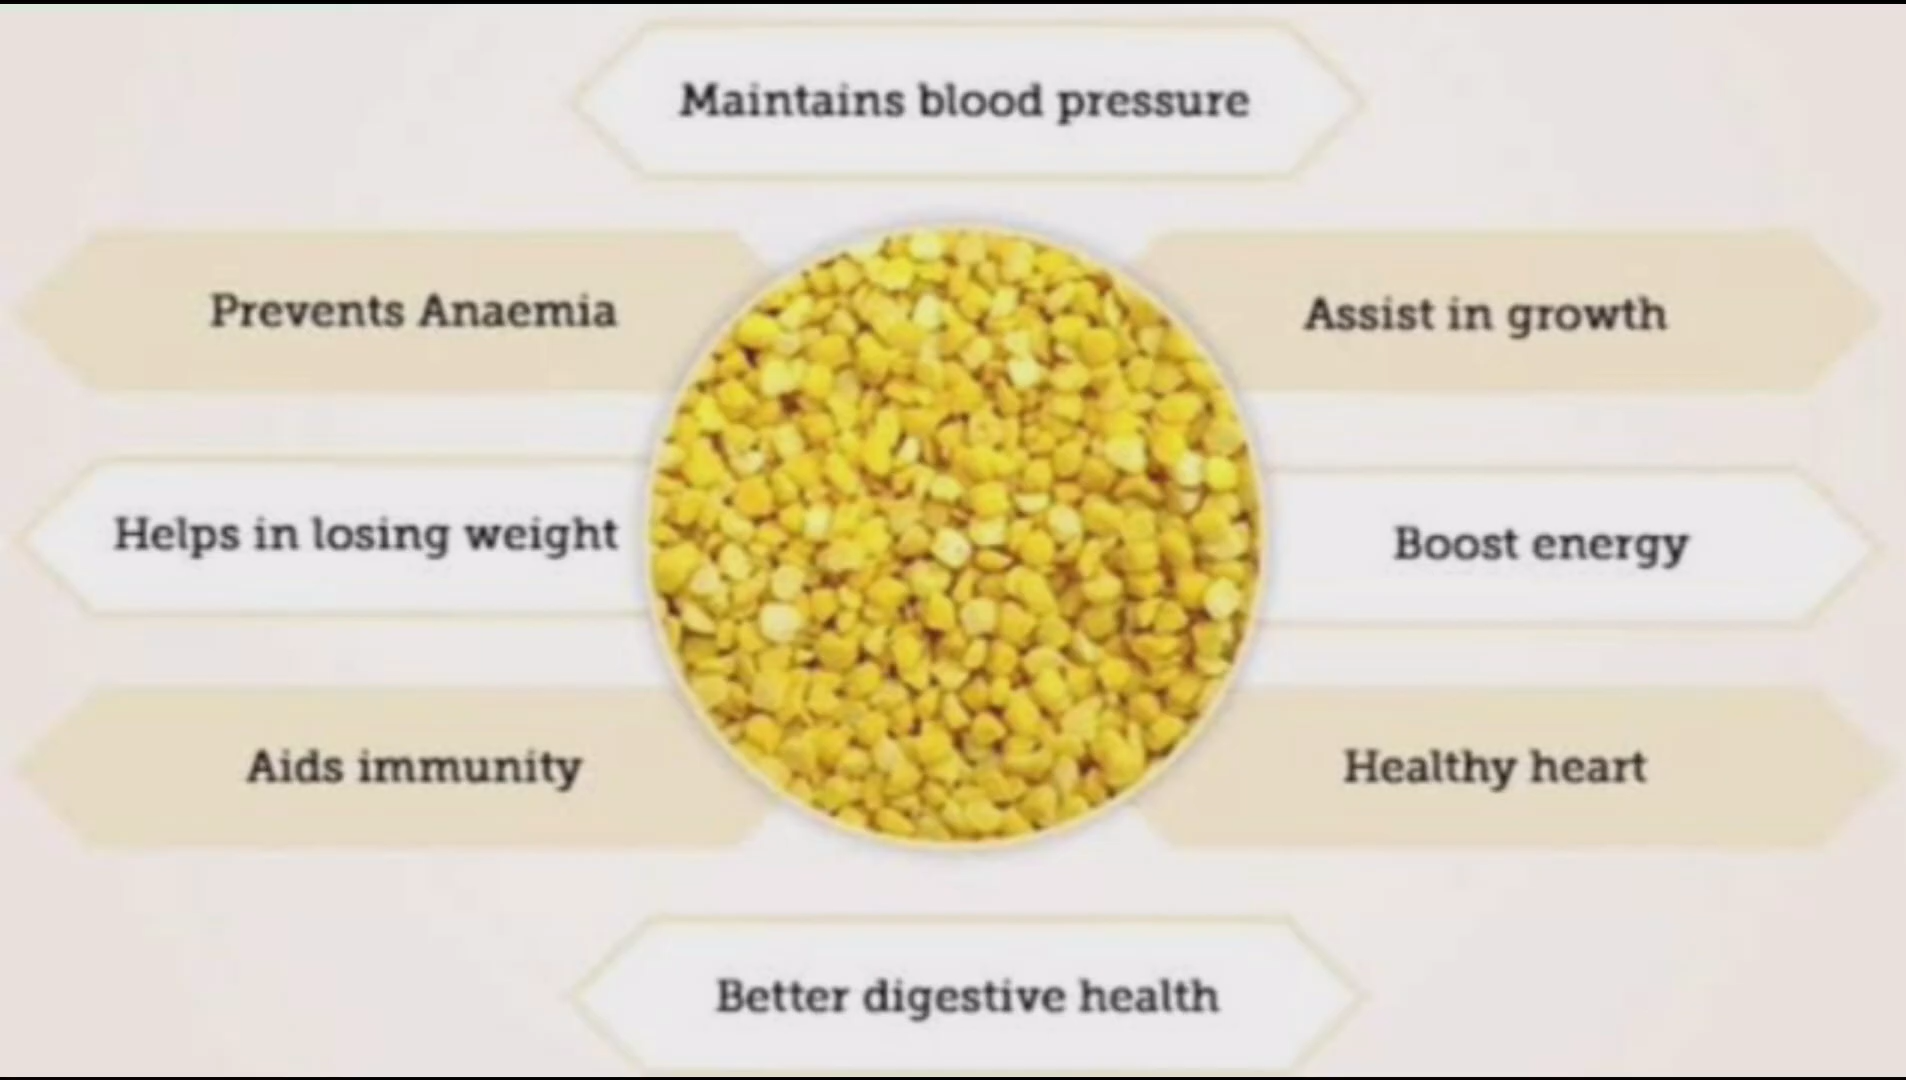 Maintains blood pressure
Prevents Anaemia
Assist in growth
Helps in losing weight
Boost energy
Aids immunity
Healthy heart
Better digestive health